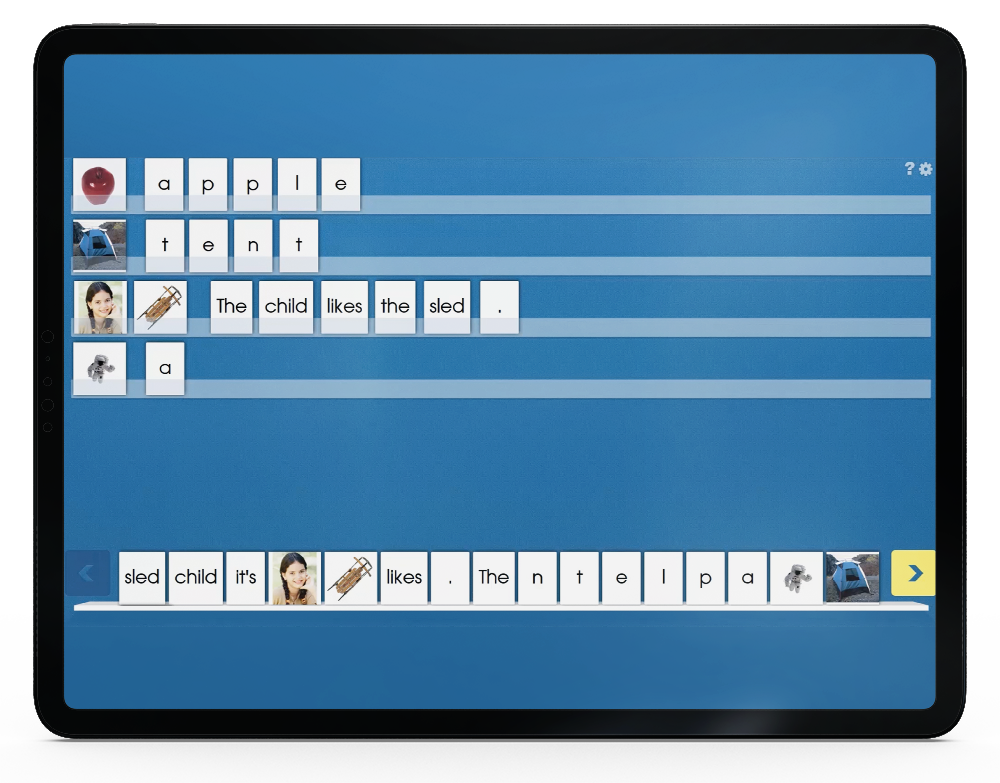 ?
a p p l e
t e n t
The child likes the sled .
a
< sled child it's likes . The n t e l p a >